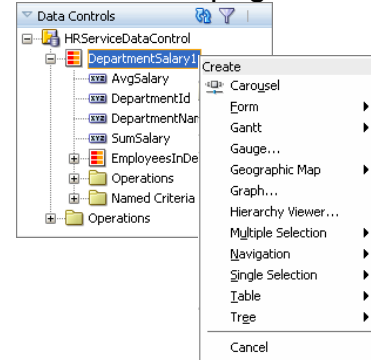 Data Controls
HRServiceDataControl
DepartmentSalary1
AvgSalary
DepartmentId
DepartmentNar
SumSalary
EmployeesInDe
Operations
Named Criteria
Operations
Create
Carousel
Form
Gantt
Gauge...
Geographic Map
Graph...
Hierarchy Viewer...
Multiple Selection
Navigation
Single Selection
Table
Tree
Cancel